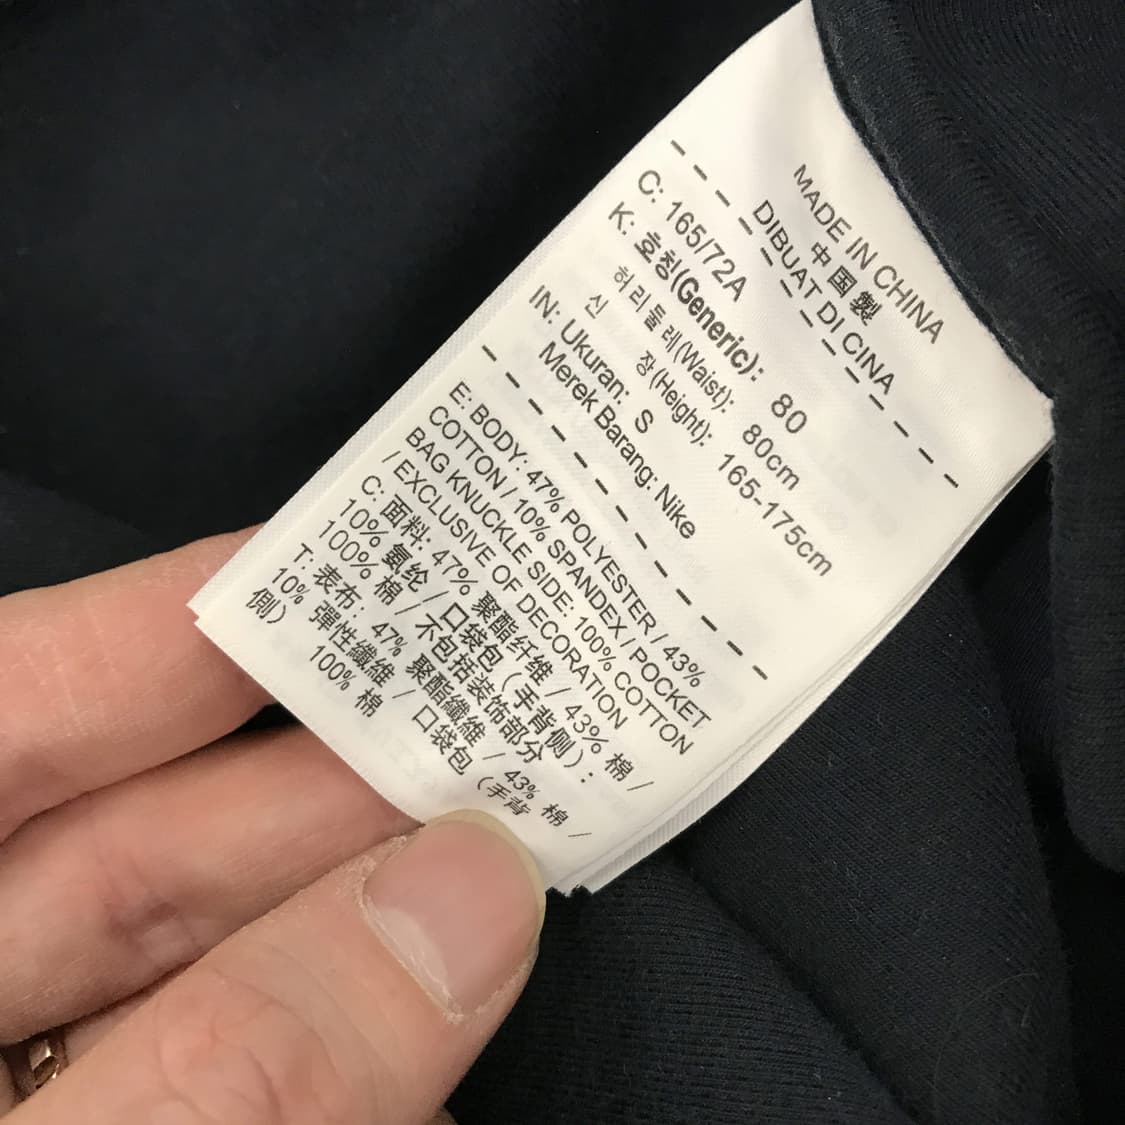 MADE IN CHINA
中国製
DIBUAT DI CINA
C: 165/72A
K: 호칭(Generic): 80
허리둘레(Waist): 80cm
신 장(Height): 165-175cm
IN: Ukuran: S
Merek Barang: Nike
E: BODY: 47% POLYESTER / 43%
COTTON / 10% SPANDEX / POCKET
BAG KNUCKLE SIDE: 100% COTTON
/ EXCLUSIVE OF DECORATION
C: 面料: 47% 聚酯纤维 / 43% 棉 /
10% 氨纶 / 口袋包 (手背侧) :
100% 棉 / 不包括装饰部分
T: 表布: 47% 聚酯纖維 / 43% 棉 /
10% 彈性纖維 / 口袋包 (手背
側) 100% 棉